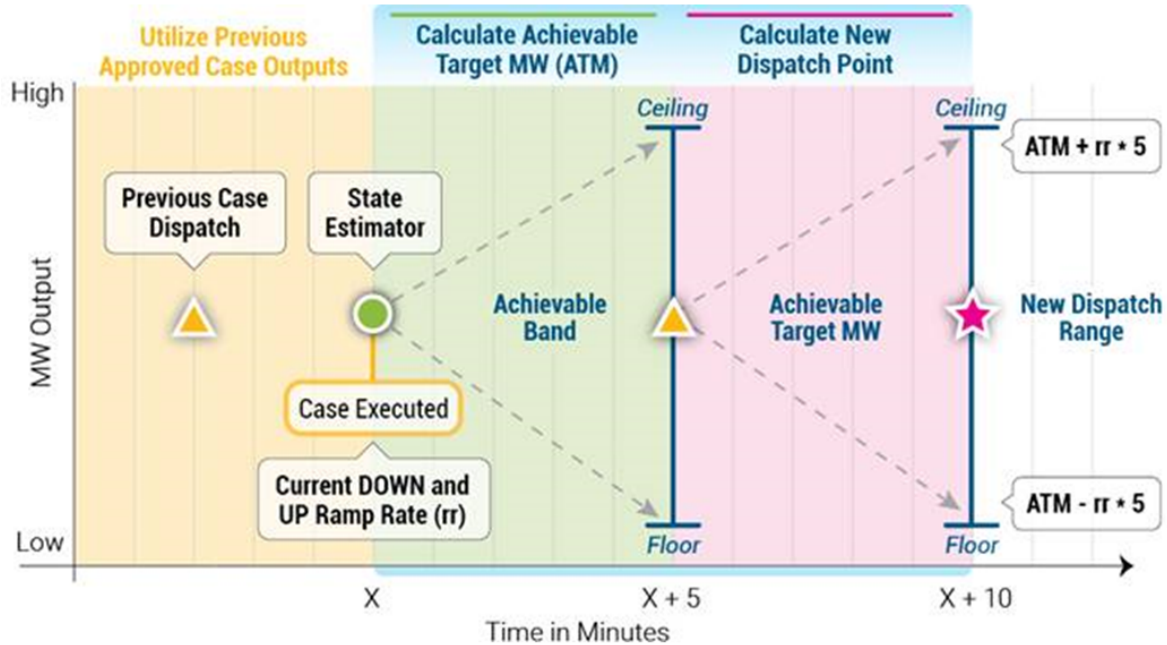 Utilize Previous
Approved Case Outputs
Calculate Achievable
Target MW (ATM)
Calculate New
Dispatch Point
High
Ceiling
Ceiling
ATM + rr * 5
Previous Case
Dispatch
State
Estimator
MW Output
Achievable
Band
Achievable
Target MW
New Dispatch
Range
Case Executed
Current DOWN and
UP Ramp Rate (rr)
ATM - rr * 5
Low
Floor
Floor
X
X + 5
X + 10
Time in Minutes